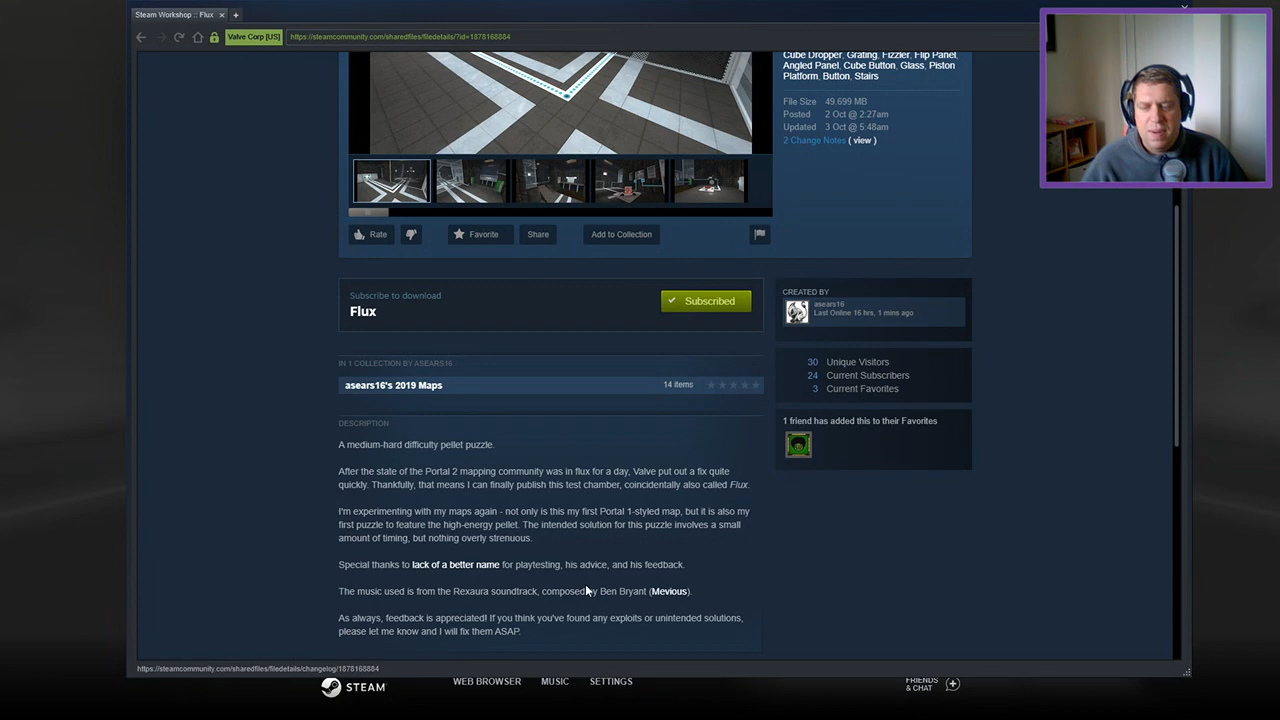 Steam Workshop :: Flux
Valve Corp [US]
https://steamcommunity.com/sharedfiles/filedetails/?id=1878168884
Cube Dropper, Grating, Fizzler, Flip Panel,
Angled Panel, Cube Button, Glass, Piston
Platform, Button, Stairs
File Size 49.699 MB
Posted 2 Oct @ 2:27am
Updated 3 Oct @ 5:48am
2 Change Notes ( view )
Rate
Favorite
Share
Add to Collection
Subscribe to download
Flux
Subscribed
CREATED BY
asears16
Last Online 16 hrs, 1 mins ago
IN 1 COLLECTION BY ASEARS16
asears16's 2019 Maps 14 items
30 Unique Visitors
24 Current Subscribers
3 Current Favorites
1 friend has added this to their Favorites
DESCRIPTION
A medium-hard difficulty pellet puzzle.
After the state of the Portal 2 mapping community was in flux for a day, Valve put out a fix quite
quickly. Thankfully, that means I can finally publish this test chamber, coincidentally also called Flux.
I'm experimenting with my maps again - not only is this my first Portal 1-styled map, but it is also my
first puzzle to feature the high-energy pellet. The intended solution for this puzzle involves a small
amount of timing, but nothing overly strenuous.
Special thanks to lack of a better name for playtesting, his advice, and his feedback.
The music used is from the Rexaura soundtrack, composed by Ben Bryant (Mevious).
As always, feedback is appreciated! If you think you've found any exploits or unintended solutions,
please let me know and I will fix them ASAP.
https://steamcommunity.com/sharedfiles/filedetails/changelog/1878168884
STEAM
WEB BROWSER
MUSIC
SETTINGS
FRIENDS
& CHAT